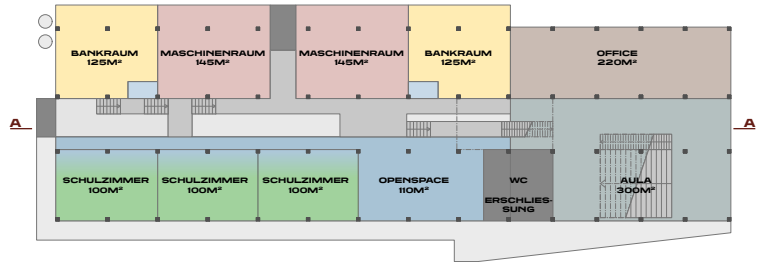 BANKRAUM
125M²
MASCHINENRAUM
145M²
MASCHINENRAUM
145M²
BANKRAUM
125M²
OFFICE
220M²
A
A
SCHULZIMMER
100M²
SCHULZIMMER
100M²
SCHULZIMMER
100M²
OPENSPACE
110M²
WC
ERSCHLIES-
SUNG
AULA
300M²